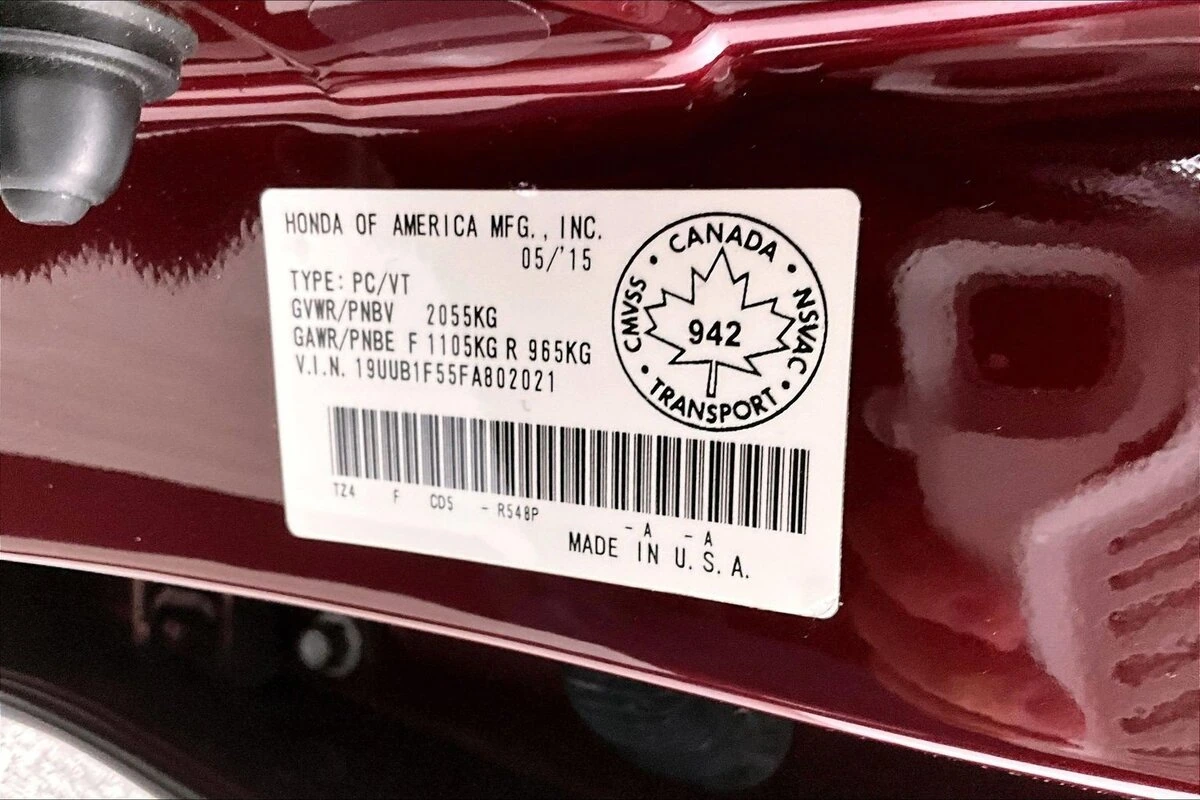 HONDA OF AMERICA MFG., INC.
05/'15
TYPE: PC/VT
GVWR/PNBV 2055KG
GAWR/PNBE F 1105KG R 965KG
V.I.N. 19UUB1F55FA802021
CANADA
CMVSS
NSVAC
942
TRANSPORT
TZ4 F CD5 - R548P - A - A
MADE IN U.S.A.